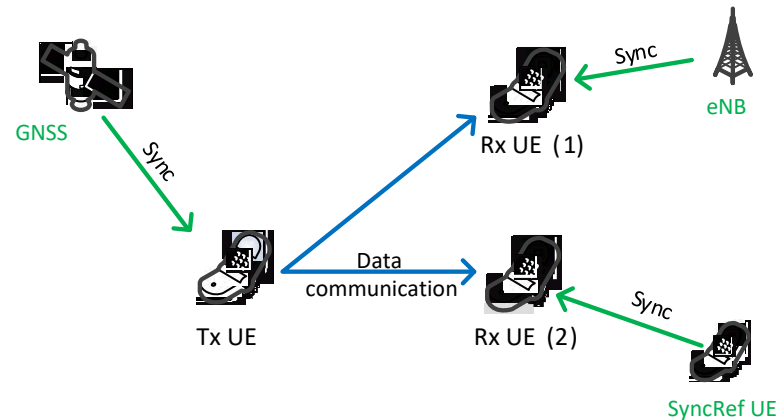 Sync
eNB
GNSS
Rx UE (1)
Sync
Data
communication
Tx UE
Rx UE (2)
Sync
SyncRef UE